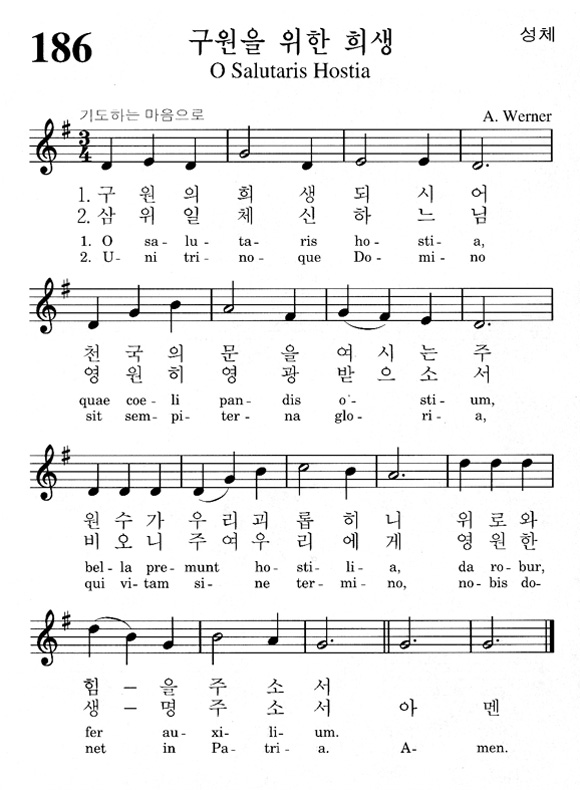 186
구원을 위한 희생
성체
O Salutaris Hostia
기도하는 마음으로
A. Werner
3
4
1. 구 원 의 희 생 되 시 어
2. 삼 위 일 체 신 하 느 님
1. O sa - lu - ta - ris ho - sti - a,
2. U - ni tri - no - que Do - mi - no
천 국 의 문 을 여 시 는 주
영 원 히 영 광 받 으 소 서
quae coe - li pan - dis o - sti - um,
sit sem - pi - ter - na glo - ri - a,
원 수 가 우 리 괴 롭 히 니 위 로 와
비 오 니 주 여 우 리 에 게 영 원 한
bel - la pre - munt ho - sti - li - a, da ro - bur,
qui vi - tam si - ne ter - mi - no, no - bis do -
힘 – 을 주 소 서
생 – 명 주 소 서 아 멘
fer au - xi - li - um.
net in Pa - tri - a. A - men.